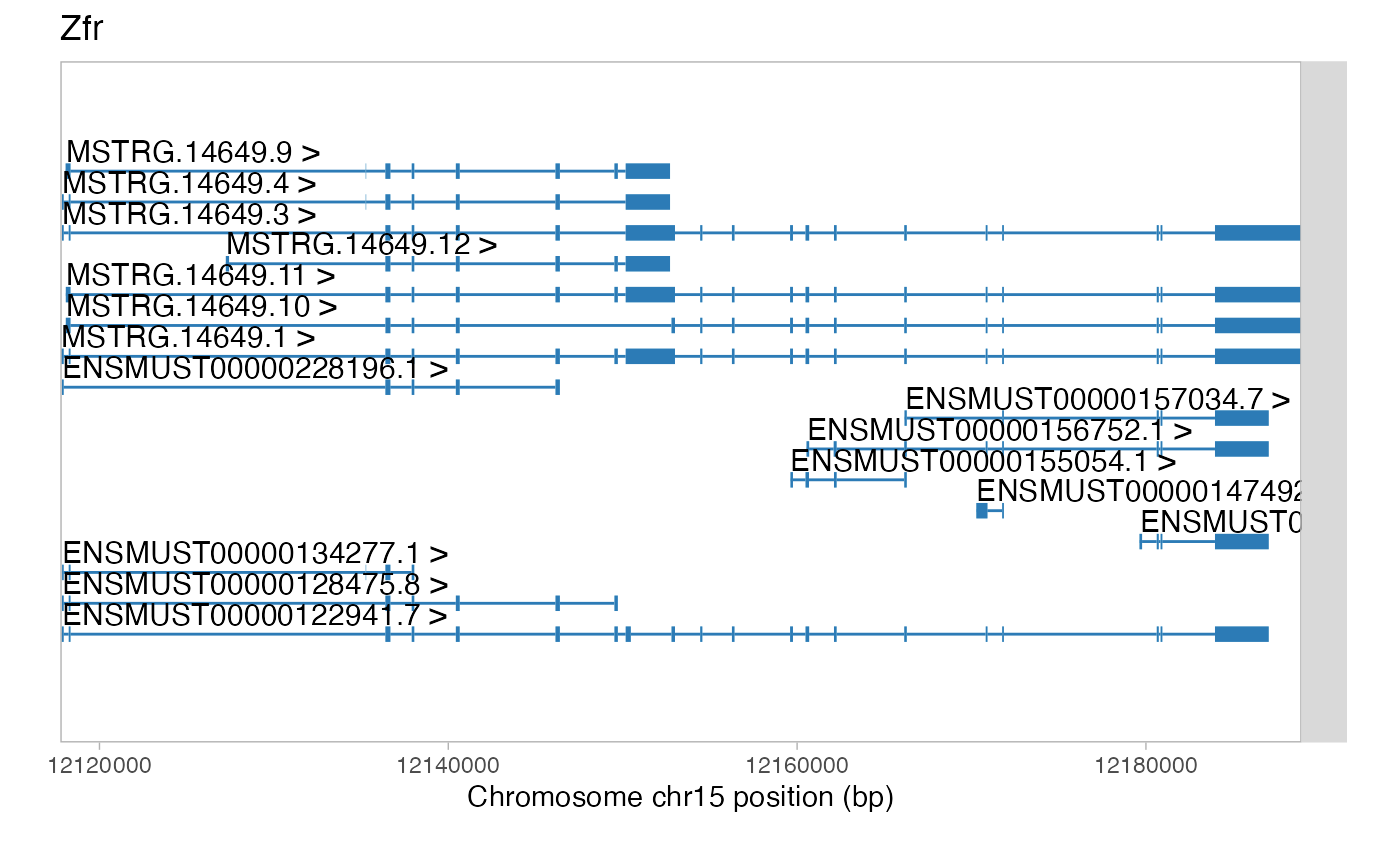 Zfr
MSTRG.14649.9 >
MSTRG.14649.4 >
MSTRG.14649.3 >
MSTRG.14649.12 >
MSTRG.14649.11 >
MSTRG.14649.10 >
MSTRG.14649.1 >
ENSMUST00000228196.1 >
ENSMUST00000157034.7 >
ENSMUST00000156752.1 >
ENSMUST00000155054.1 >
ENSMUST00000147492
ENSMUST0
ENSMUST00000134277.1 >
ENSMUST00000128475.8 >
ENSMUST00000122941.7 >
12120000 12140000 12160000 12180000
Chromosome chr15 position (bp)